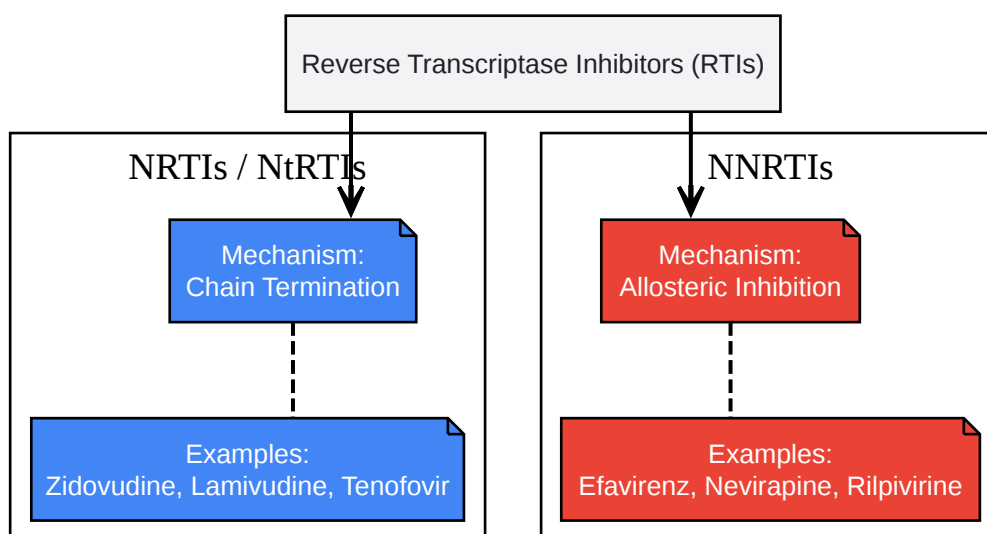 Reverse Transcriptase Inhibitors (RTIs)
NRTIs / NtRTIs
Mechanism:
Chain Termination
Examples:
Zidovudine, Lamivudine, Tenofovir
NNRTIs
Mechanism:
Allosteric Inhibition
Examples:
Efavirenz, Nevirapine, Rilpivirine